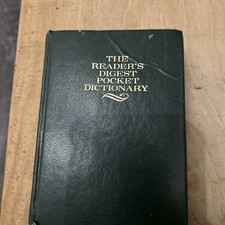 THE
READER'S
DIGEST
POCKET
DICTIONARY